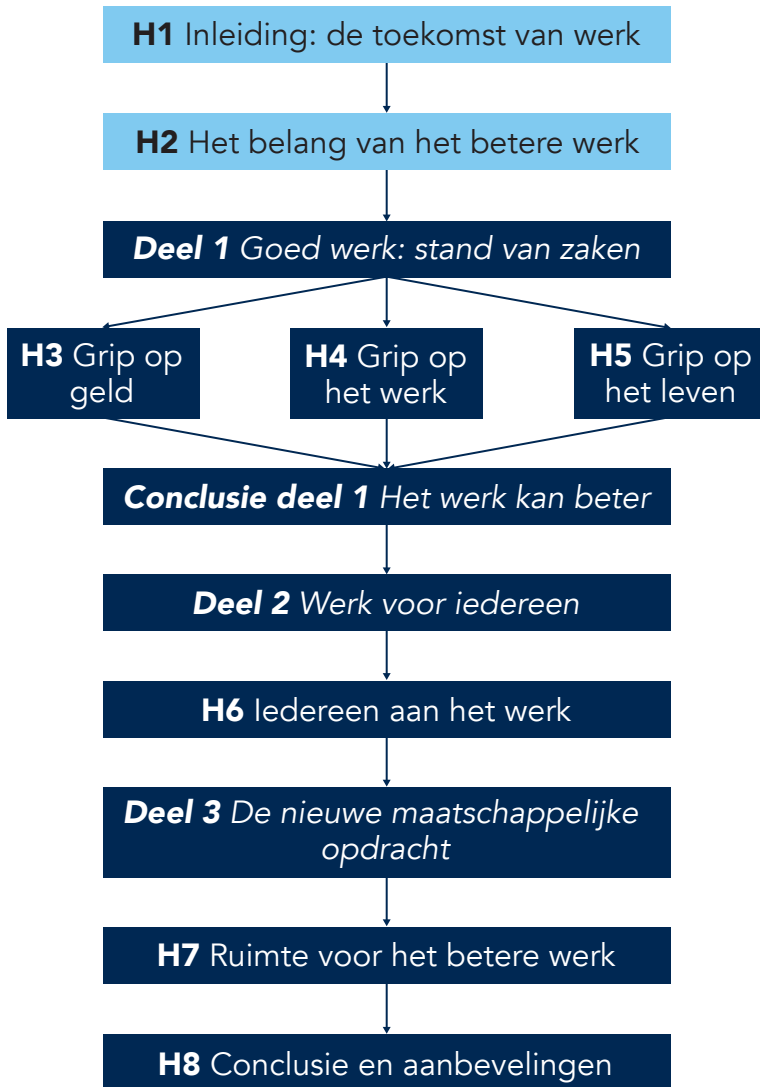 H1 Inleiding: de toekomst van werk
H2 Het belang van het betere werk
Deel 1 Goed werk: stand van zaken
H3 Grip op
geld
H4 Grip op
het werk
H5 Grip op
het leven
Conclusie deel 1 Het werk kan beter
Deel 2 Werk voor iedereen
H6 Iedereen aan het werk
Deel 3 De nieuwe maatschappelijke
opdracht
H7 Ruimte voor het betere werk
H8 Conclusie en aanbevelingen